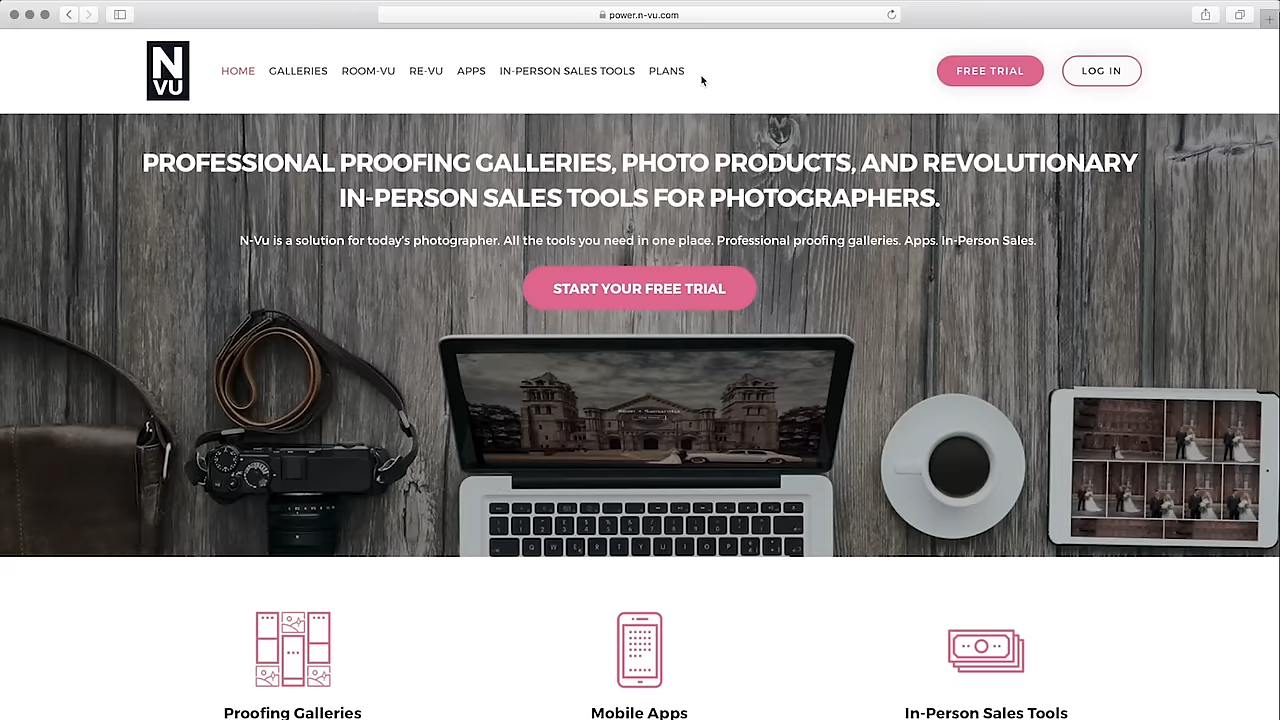 power.n-vu.com
N
VU
HOME GALLERIES ROOM-VU RE-VU APPS IN-PERSON SALES TOOLS PLANS
FREE TRIAL LOG IN
PROFESSIONAL PROOFING GALLERIES, PHOTO PRODUCTS, AND REVOLUTIONARY
IN-PERSON SALES TOOLS FOR PHOTOGRAPHERS.
N-Vu is a solution for today's photographer. All the tools you need in one place. Professional proofing galleries. Apps. In-Person Sales.
START YOUR FREE TRIAL
Q W E R T Y U I O P
Proofing Galleries Mobile Apps In-Person Sales Tools